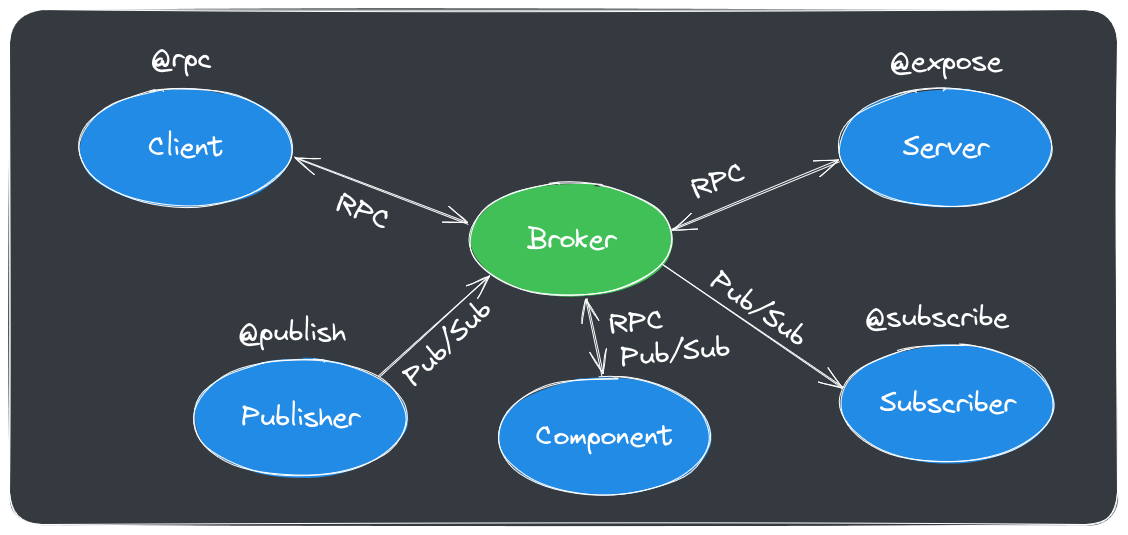 @rpc
@expose
Client
Server
RPC
RPC
Broker
Pub/Sub
Pub/Sub
RPC
Pub/Sub
@publish
@subscribe
Publisher
Component
Subscriber